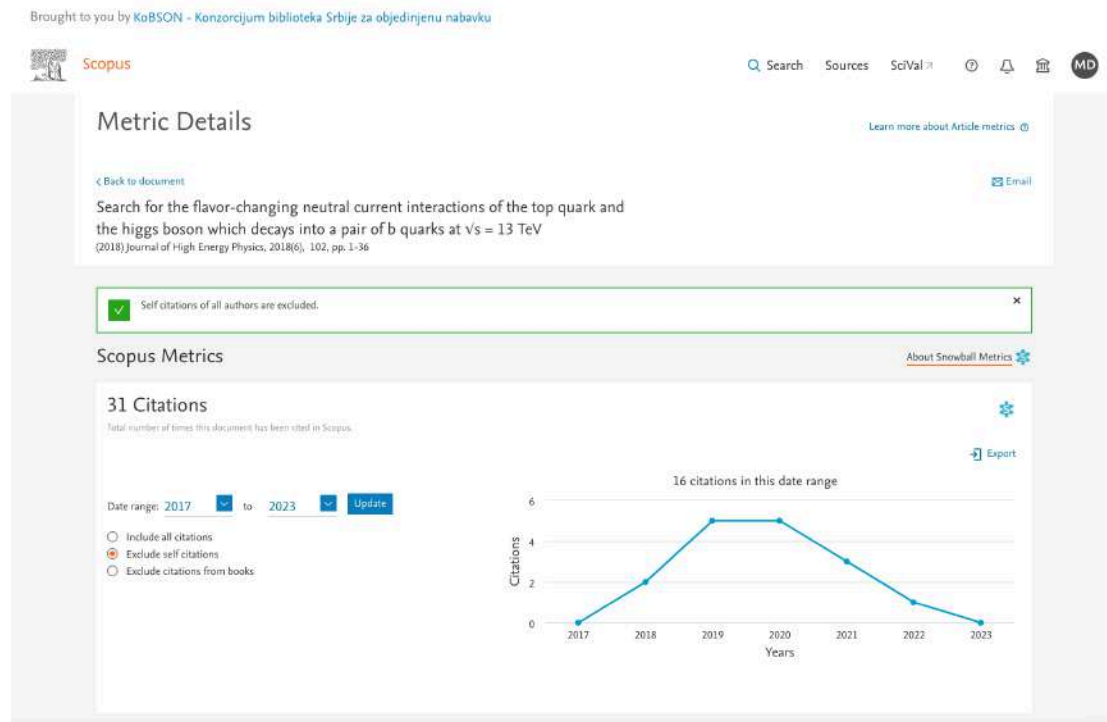 Brought to you by KoBSON - Konzorcijum biblioteka Srbije za objedinjenu nabavku
Scopus
Search Sources SciVal
MD
Metric Details
Learn more about Article metrics
Back to document
Email
Search for the flavor-changing neutral current interactions of the top quark and
the higgs boson which decays into a pair of b quarks at √s = 13 TeV
(2018) Journal of High Energy Physics, 2018(6), 102, pp. 1-36
Self citations of all authors are excluded.
Scopus Metrics
About Snowball Metrics
31 Citations
Total number of times this document has been cited in Scopus.
Export
16 citations in this date range
Date range: 2017 to 2023 Update
Include all citations
Exclude self citations
Exclude citations from books
Citations
6
4
2
0
2017 2018 2019 2020 2021 2022 2023
Years